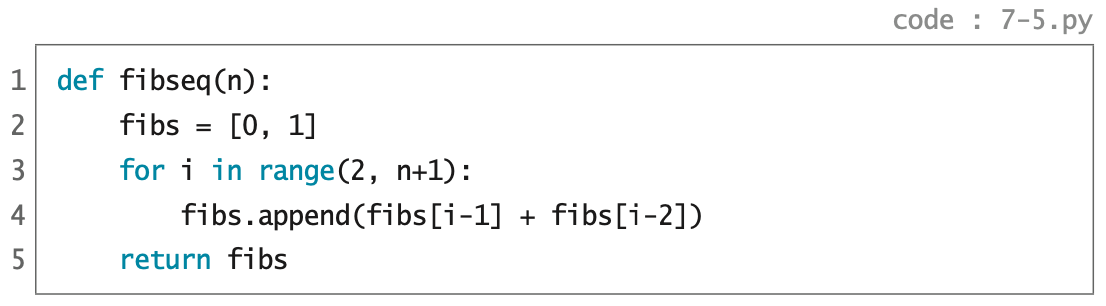 code : 7-5.py
1 def fibseq(n):
2     fibs = [0, 1]
3     for i in range(2, n+1):
4         fibs.append(fibs[i-1] + fibs[i-2])
5     return fibs